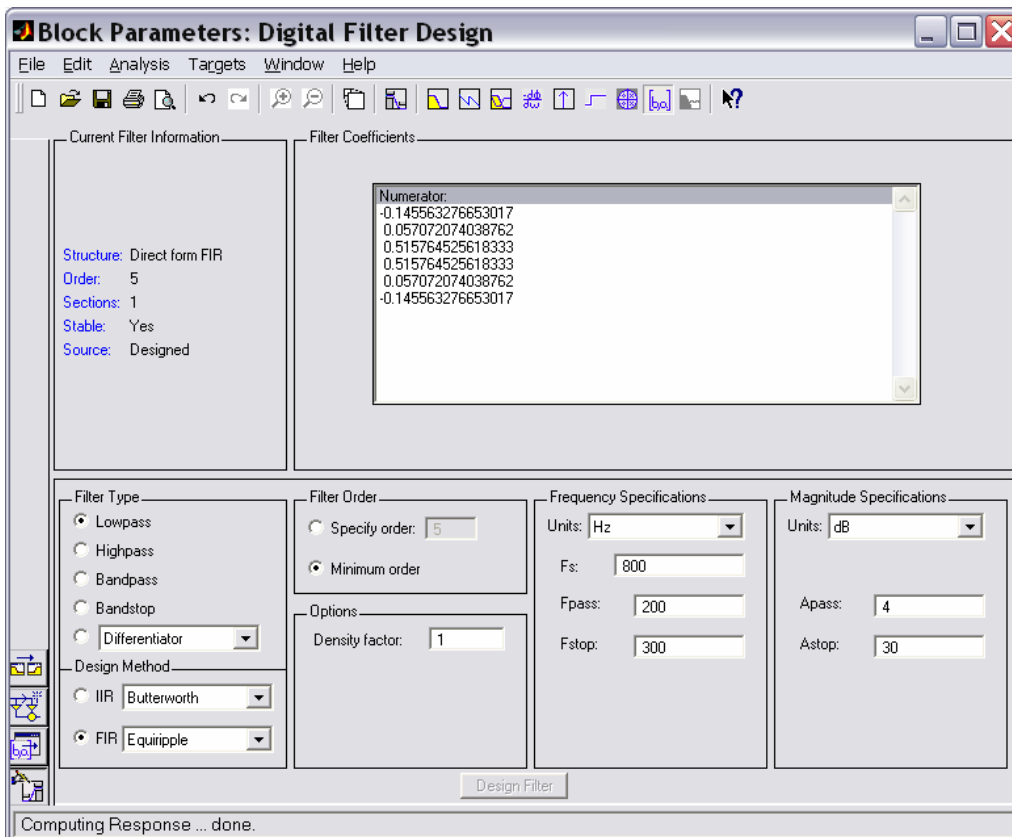 Block Parameters: Digital Filter Design
File Edit Analysis Targets Window Help
Current Filter Information
Structure: Direct form FIR
Order: 5
Sections: 1
Stable: Yes
Source: Designed
Filter Coefficients
Numerator:
-0.145563276653017
0.057072074038762
0.515764525618333
0.515764525618333
0.057072074038762
-0.145563276653017
Filter Type
Lowpass
Highpass
Bandpass
Bandstop
Differentiator
Design Method
IIR Butterworth
FIR Equiripple
Filter Order
Specify order: 5
Minimum order
Options
Density factor: 1
Frequency Specifications
Units: Hz
Fs: 800
Fpass: 200
Fstop: 300
Magnitude Specifications
Units: dB
Apass: 4
Astop: 30
Design Filter
Computing Response ... done.